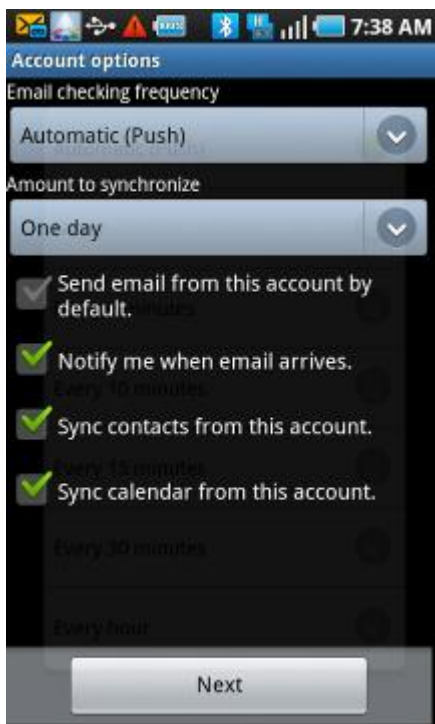 7:38 AM
Account options
Email checking frequency
Automatic (Push)
Amount to synchronize
One day
Send email from this account by
default.
minutes
Notify me when email arrives.
Every 10 minutes
Sync contacts from this account.
Every 15 minutes
Sync calendar from this account.
Every 30 minutes
Every hour
Next